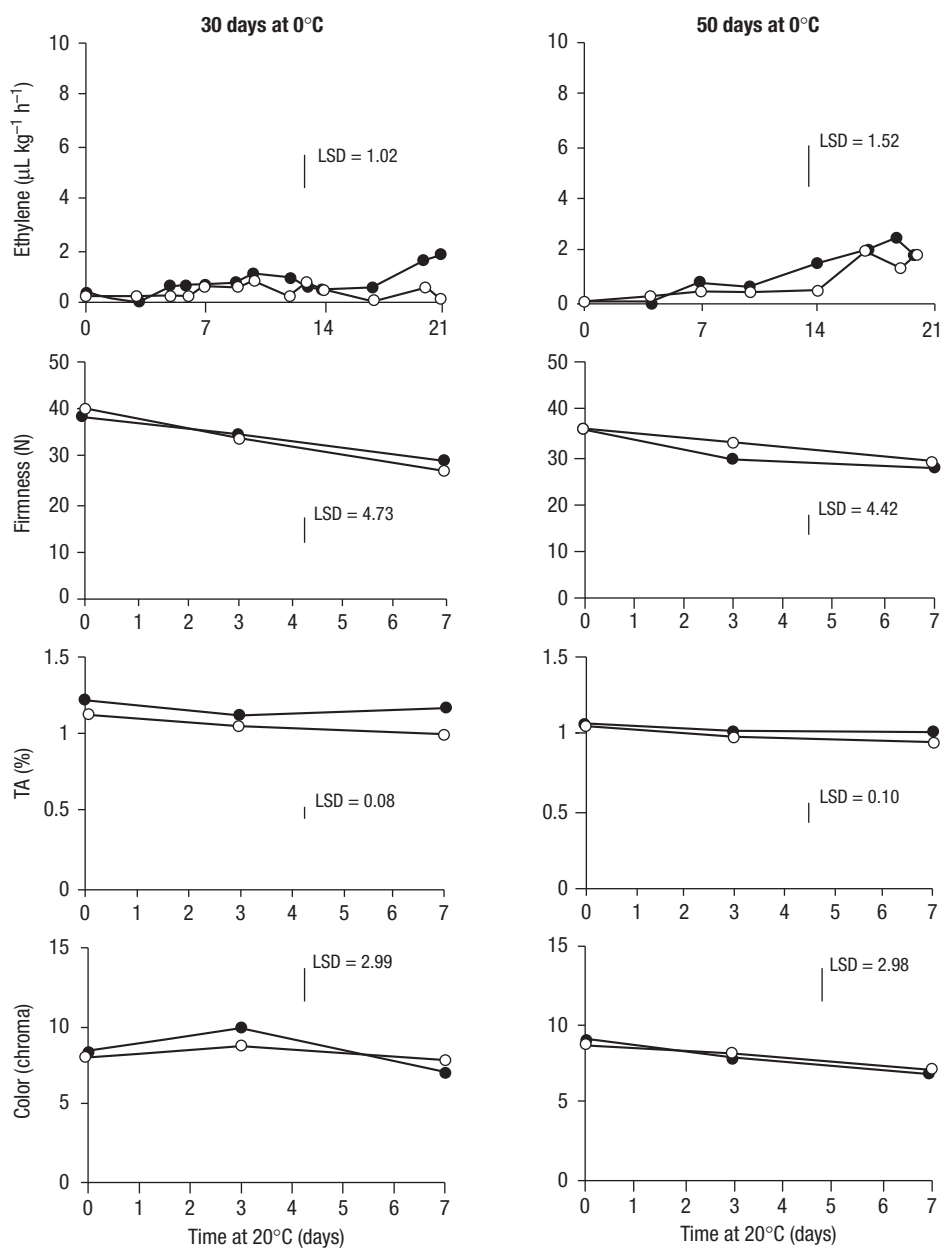 30 days at 0°C
50 days at 0°C
Ethylene (µL kg⁻¹ h⁻¹)
10
8
6
4
2
0
LSD = 1.02
0 7 14 21
10
8
6
4
2
0
LSD = 1.52
0 7 14 21
Firmness (N)
50
40
30
20
10
0
LSD = 4.73
0 1 2 3 4 5 6 7
50
40
30
20
10
0
LSD = 4.42
0 1 2 3 4 5 6 7
TA (%)
1.5
1
0.5
0
LSD = 0.08
0 1 2 3 4 5 6 7
1.5
1
0.5
0
LSD = 0.10
0 1 2 3 4 5 6 7
Color (chroma)
15
10
5
0
LSD = 2.99
0 1 2 3 4 5 6 7
Time at 20°C (days)
15
10
5
0
LSD = 2.98
0 1 2 3 4 5 6 7
Time at 20°C (days)